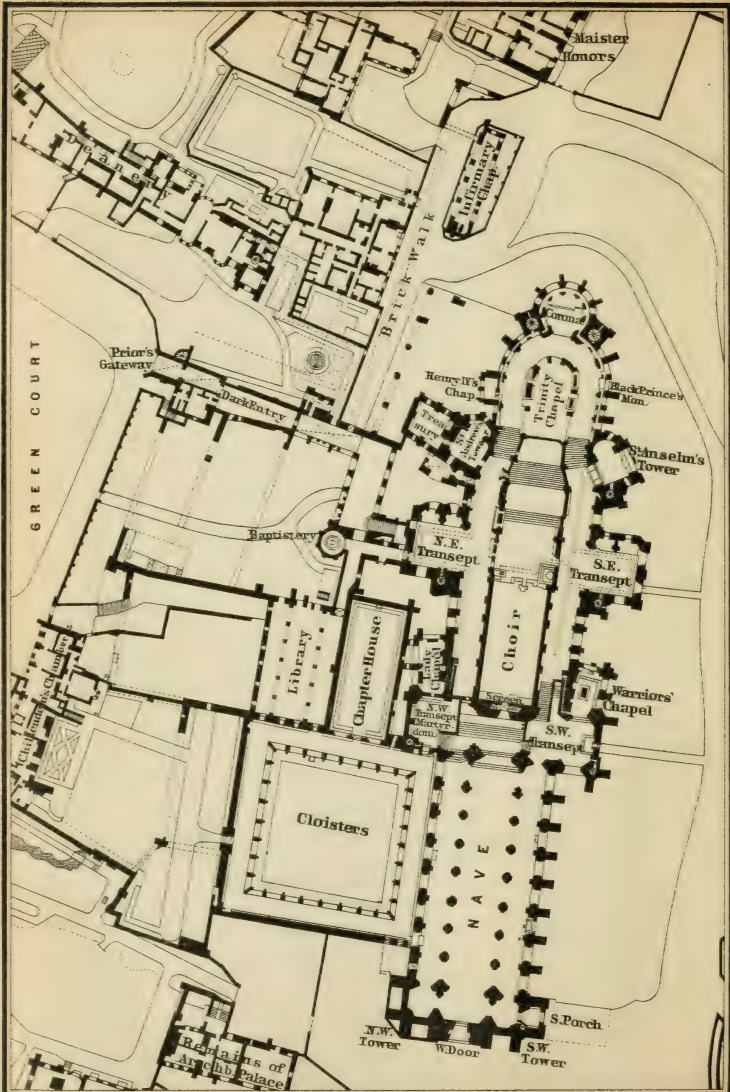 Maister
Honors
Deanery
Infirmary
Chap.
Brick Walk
Corona
GREEN COURT
Prior's
Gateway
Dark Entry
Henry IV's
Chap.
Trinity
Chapel
Black Prince's
Mon.
Trea
sury
St. Andrew's
Tower
St. Anselm's
Tower
Baptistery
N.E.
Transept
S.E.
Transept
Library
Chapter House
Lady
Chapel
Choir
Chillenden's Chamber
Screen
Warriors'
Chapel
N.W.
Transept
Martyr-
dom.
S.W.
Transept
Cloisters
NAVE
S. Porch
N.W.
Tower
W. Door
S.W.
Tower
Remains of
Archb. Palace